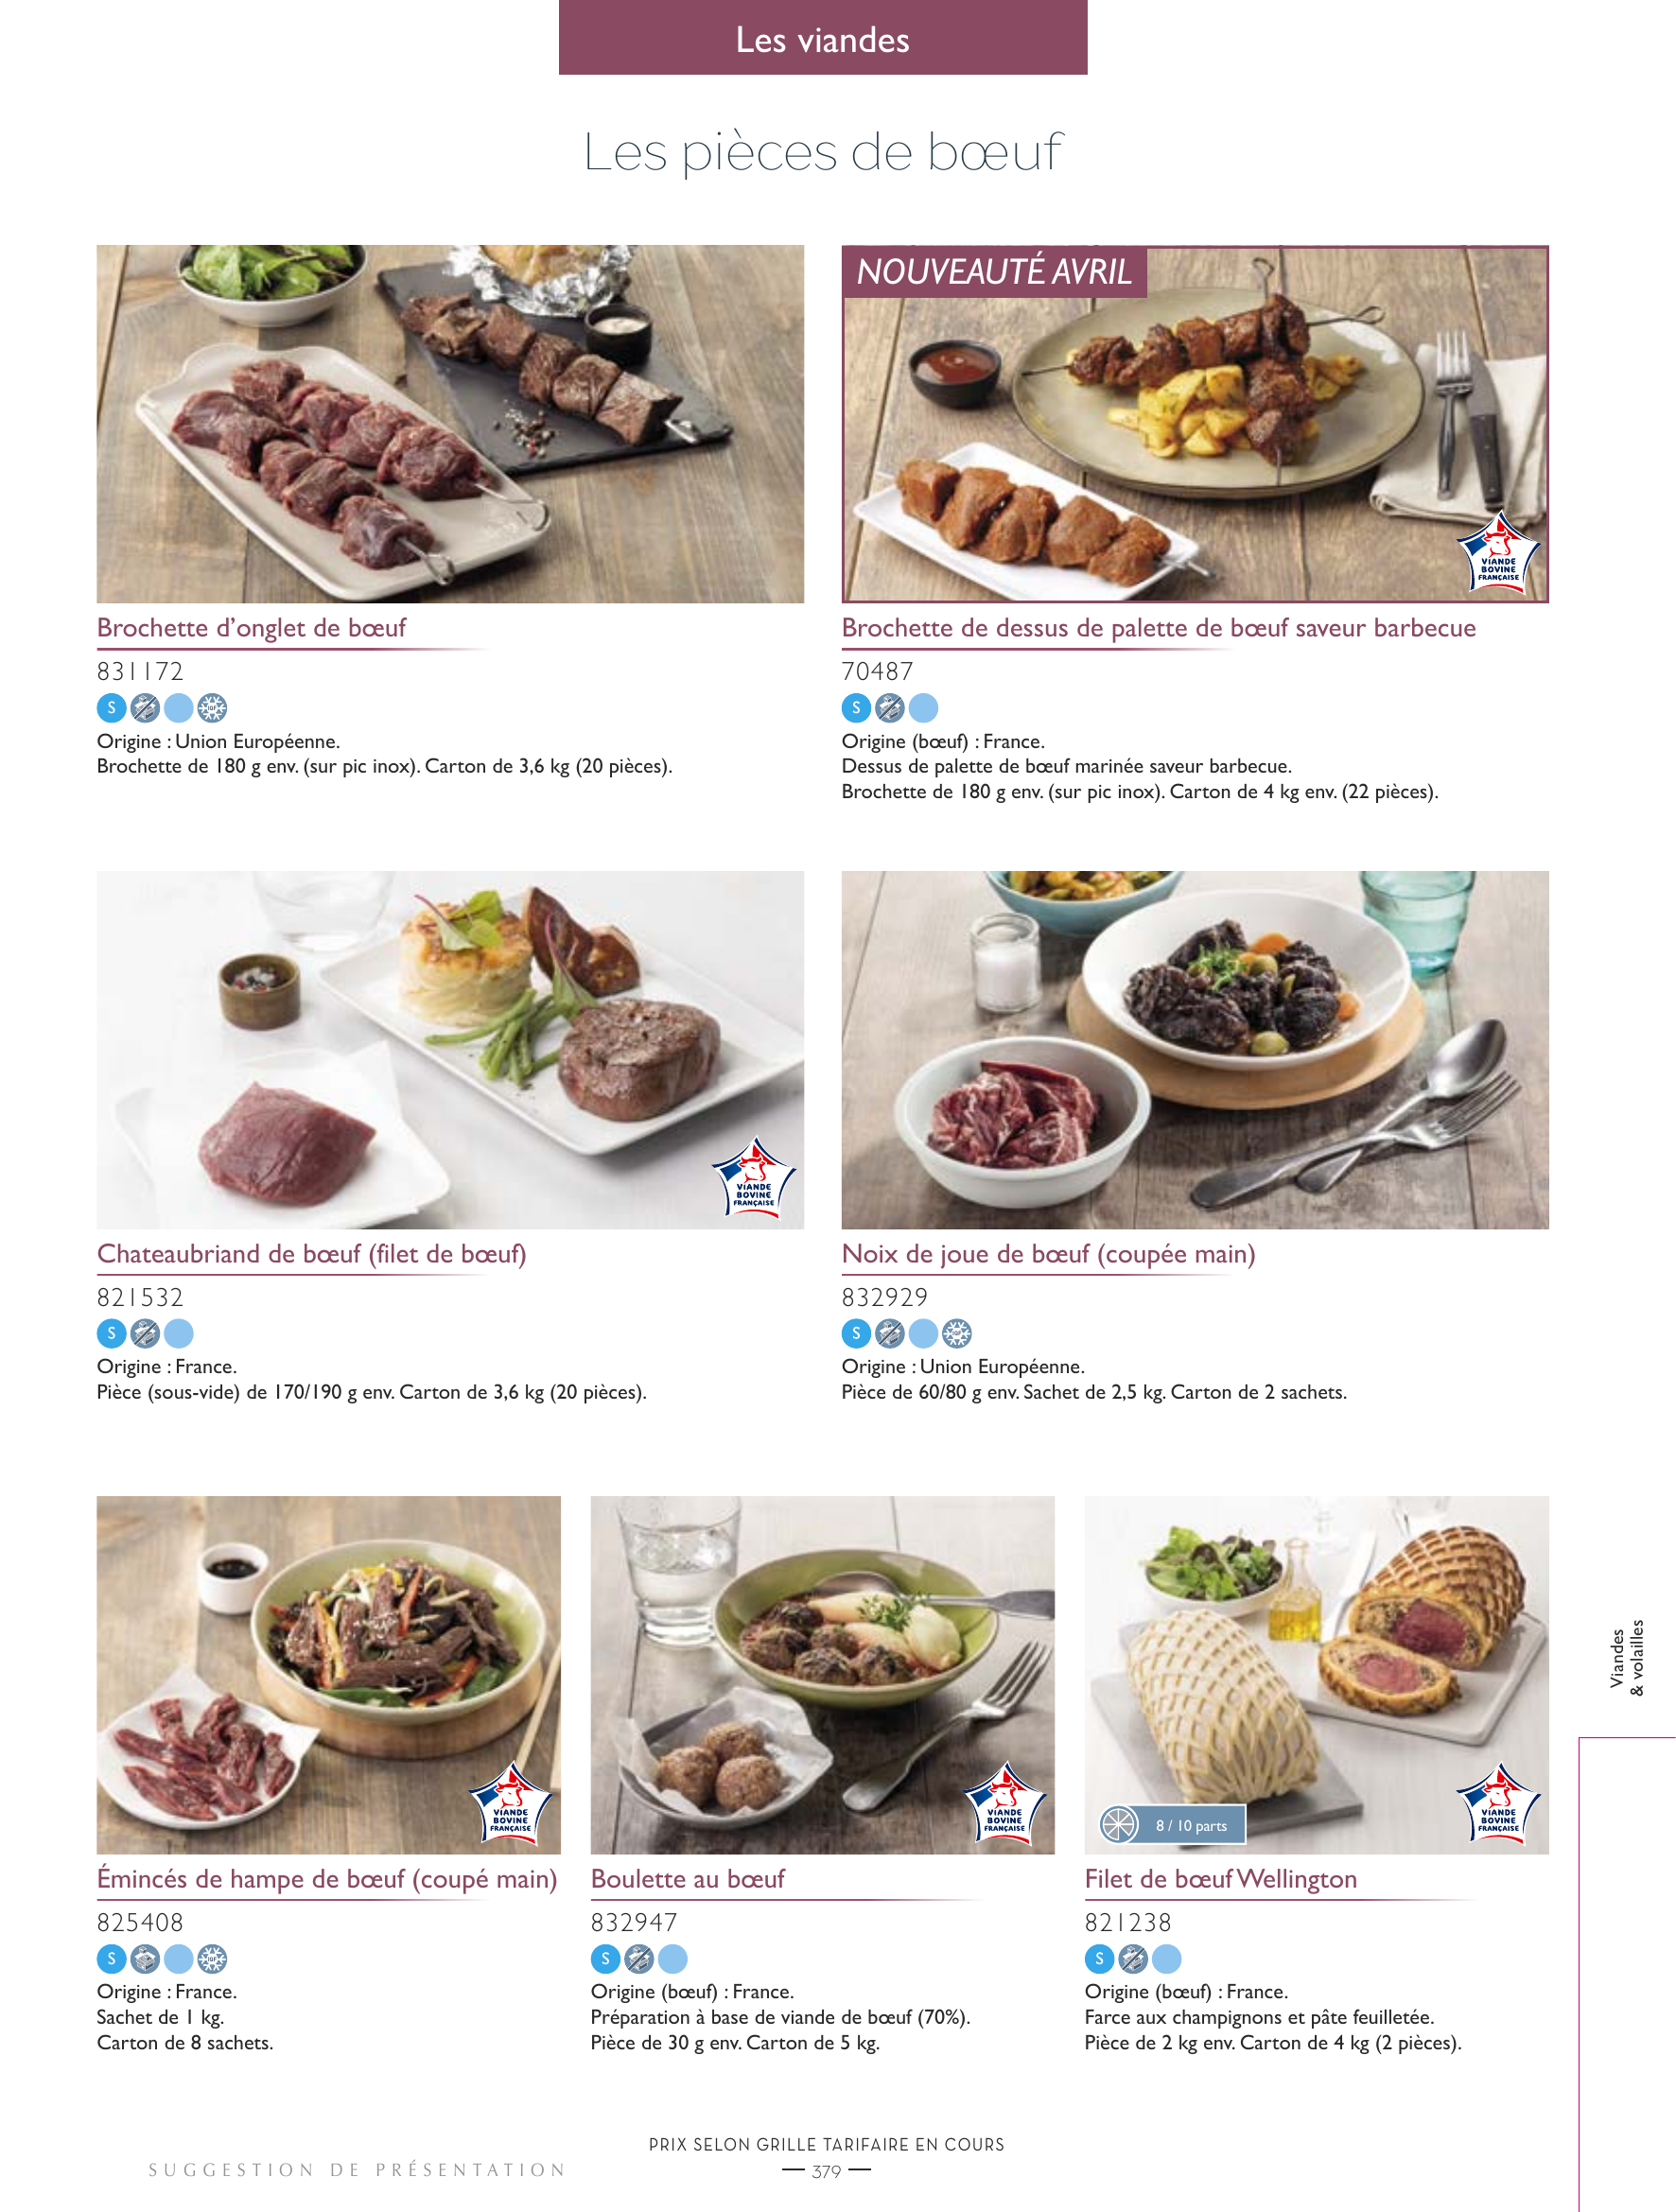 Les viandes
Les pièces de bœuf
NOUVEAUTÉ AVRIL
VIANDE
BOVINE
FRANÇAISE
Brochette d’onglet de bœuf
831172
S
Origine : Union Européenne.
Brochette de 180 g env. (sur pic inox). Carton de 3,6 kg (20 pièces).
Brochette de dessus de palette de bœuf saveur barbecue
70487
S
Origine (bœuf) : France.
Dessus de palette de bœuf marinée saveur barbecue.
Brochette de 180 g env. (sur pic inox). Carton de 4 kg env. (22 pièces).
VIANDE
BOVINE
FRANÇAISE
Chateaubriand de bœuf (filet de bœuf)
821532
S
Origine : France.
Pièce (sous-vide) de 170/190 g env. Carton de 3,6 kg (20 pièces).
Noix de joue de bœuf (coupée main)
832929
S
Origine : Union Européenne.
Pièce de 60/80 g env. Sachet de 2,5 kg. Carton de 2 sachets.
VIANDE
BOVINE
FRANÇAISE
Émincés de hampe de bœuf (coupé main)
825408
S
Origine : France.
Sachet de 1 kg.
Carton de 8 sachets.
VIANDE
BOVINE
FRANÇAISE
Boulette au bœuf
832947
S
Origine (bœuf) : France.
Préparation à base de viande de bœuf (70%).
Pièce de 30 g env. Carton de 5 kg.
8 / 10 parts
VIANDE
BOVINE
FRANÇAISE
Filet de bœuf Wellington
821238
S
Origine (bœuf) : France.
Farce aux champignons et pâte feuilletée.
Pièce de 2 kg env. Carton de 4 kg (2 pièces).
Viandes
& volailles
PRIX SELON GRILLE TARIFAIRE EN COURS
SUGGESTION DE PRÉSENTATION
379